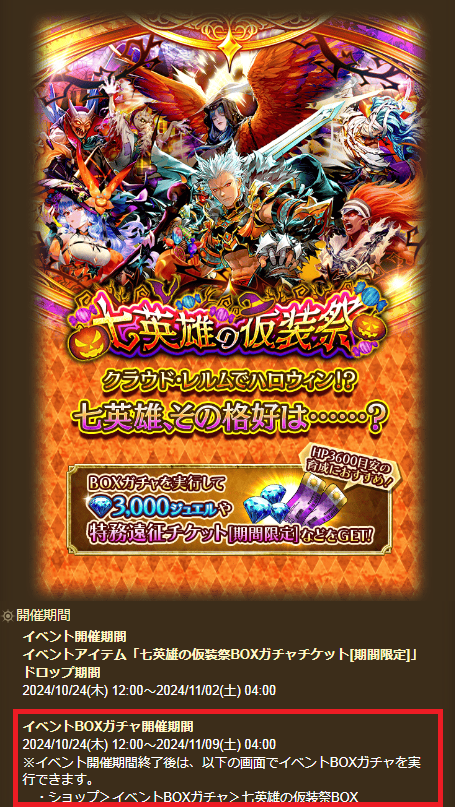 七英雄の仮装祭
クラウド・レルムでハロウィン!?
七英雄、その格好は……?
HP3600目安の
育成におすすめ!
BOXガチャを実行して
3,000ジュエルや
特務遠征チケット[期間限定]などをGET!
開催期間
イベント開催期間
イベントアイテム「七英雄の仮装祭BOXガチャチケット[期間限定]」
ドロップ期間
2024/10/24(木) 12:00～2024/11/02(土) 04:00
イベントBOXガチャ開催期間
2024/10/24(木) 12:00～2024/11/09(土) 04:00
※イベント開催期間終了後は、以下の画面でイベントBOXガチャを実
行できます。
・ショップ＞イベントBOXガチャ＞七英雄の仮装祭BOX